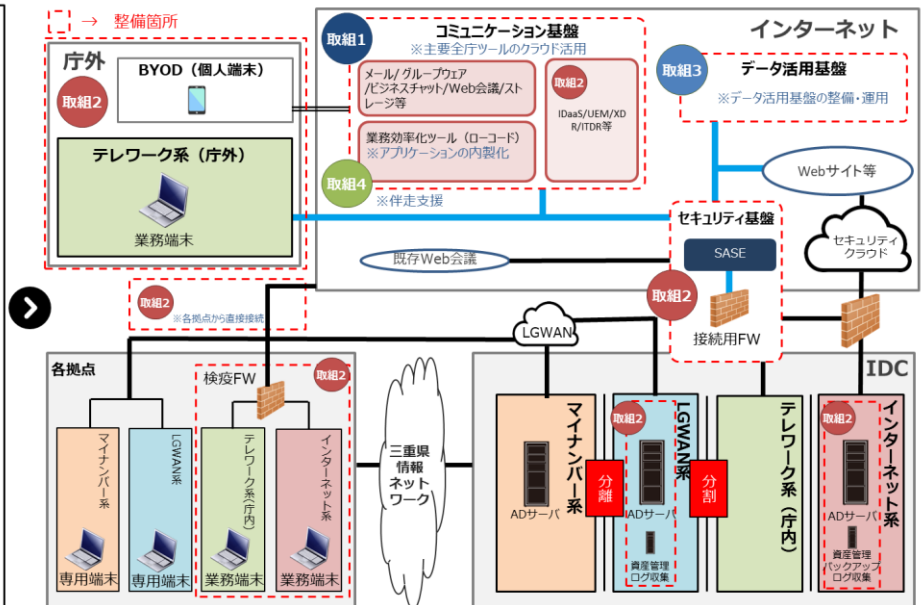 → 整備箇所
庁外
BYOD（個人端末）
取組2
テレワーク系（庁外）
業務端末
インターネット
取組1
コミュニケーション基盤
※主要全庁ツールのクラウド活用
メール/グループウェア
/ビジネスチャット/Web会議/スト
レージ等
業務効率化ツール（ローコード）
※アプリケーションの内製化
取組2
IDaaS/UEM/XD
R/ITDR等
取組4
※伴走支援
取組3
データ活用基盤
※データ活用基盤の整備・運用
Webサイト等
セキュリティ
クラウド
既存Web会議
セキュリティ基盤
SASE
取組2
接続用FW
取組2
※各拠点から直接接続
LGWAN
各拠点
検疫FW
取組2
マイナンバー系
専用端末
LGWAN系
専用端末
テレワーク系(庁内)
業務端末
インターネット系
業務端末
三重県
情報
ネット
ワーク
IDC
マイナンバー系
ADサーバ
分離
取組2
LGWAN系
ADサーバ
資産管理
ログ収集
分割
テレワーク系（庁内）
取組2
インターネット系
ADサーバ
資産管理
バックアップ
ログ収集